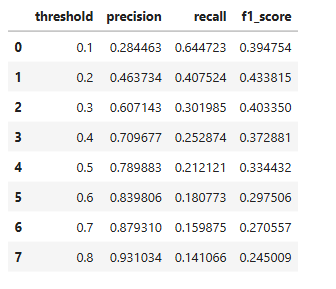 threshold precision recall f1_score
0 0.1 0.284463 0.644723 0.394754
1 0.2 0.463734 0.407524 0.433815
2 0.3 0.607143 0.301985 0.403350
3 0.4 0.709677 0.252874 0.372881
4 0.5 0.789883 0.212121 0.334432
5 0.6 0.839806 0.180773 0.297506
6 0.7 0.879310 0.159875 0.270557
7 0.8 0.931034 0.141066 0.245009